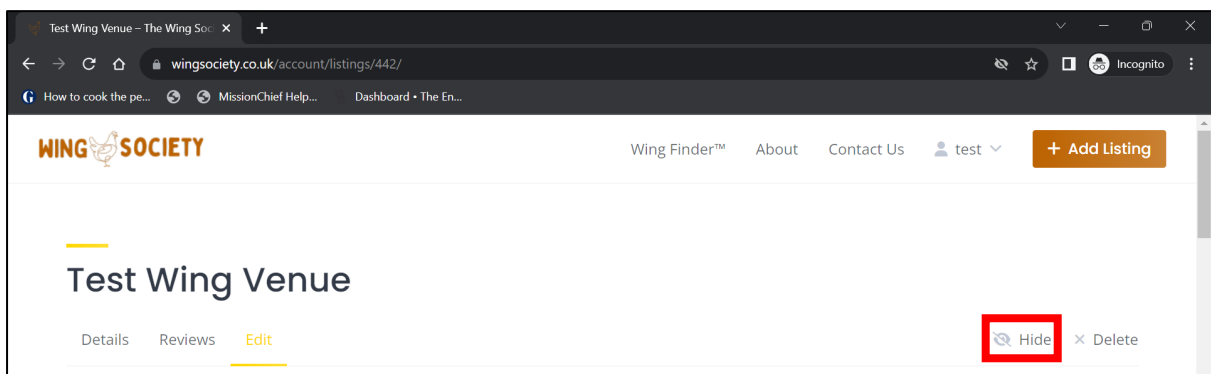 Test Wing Venue – The Wing Soc
wingsociety.co.uk/account/listings/442/
Incognito
How to cook the pe...
MissionChief Help...
Dashboard • The En...
WING SOCIETY
Wing Finder™
About
Contact Us
test
+ Add Listing
Test Wing Venue
Details
Reviews
Edit
Hide
× Delete